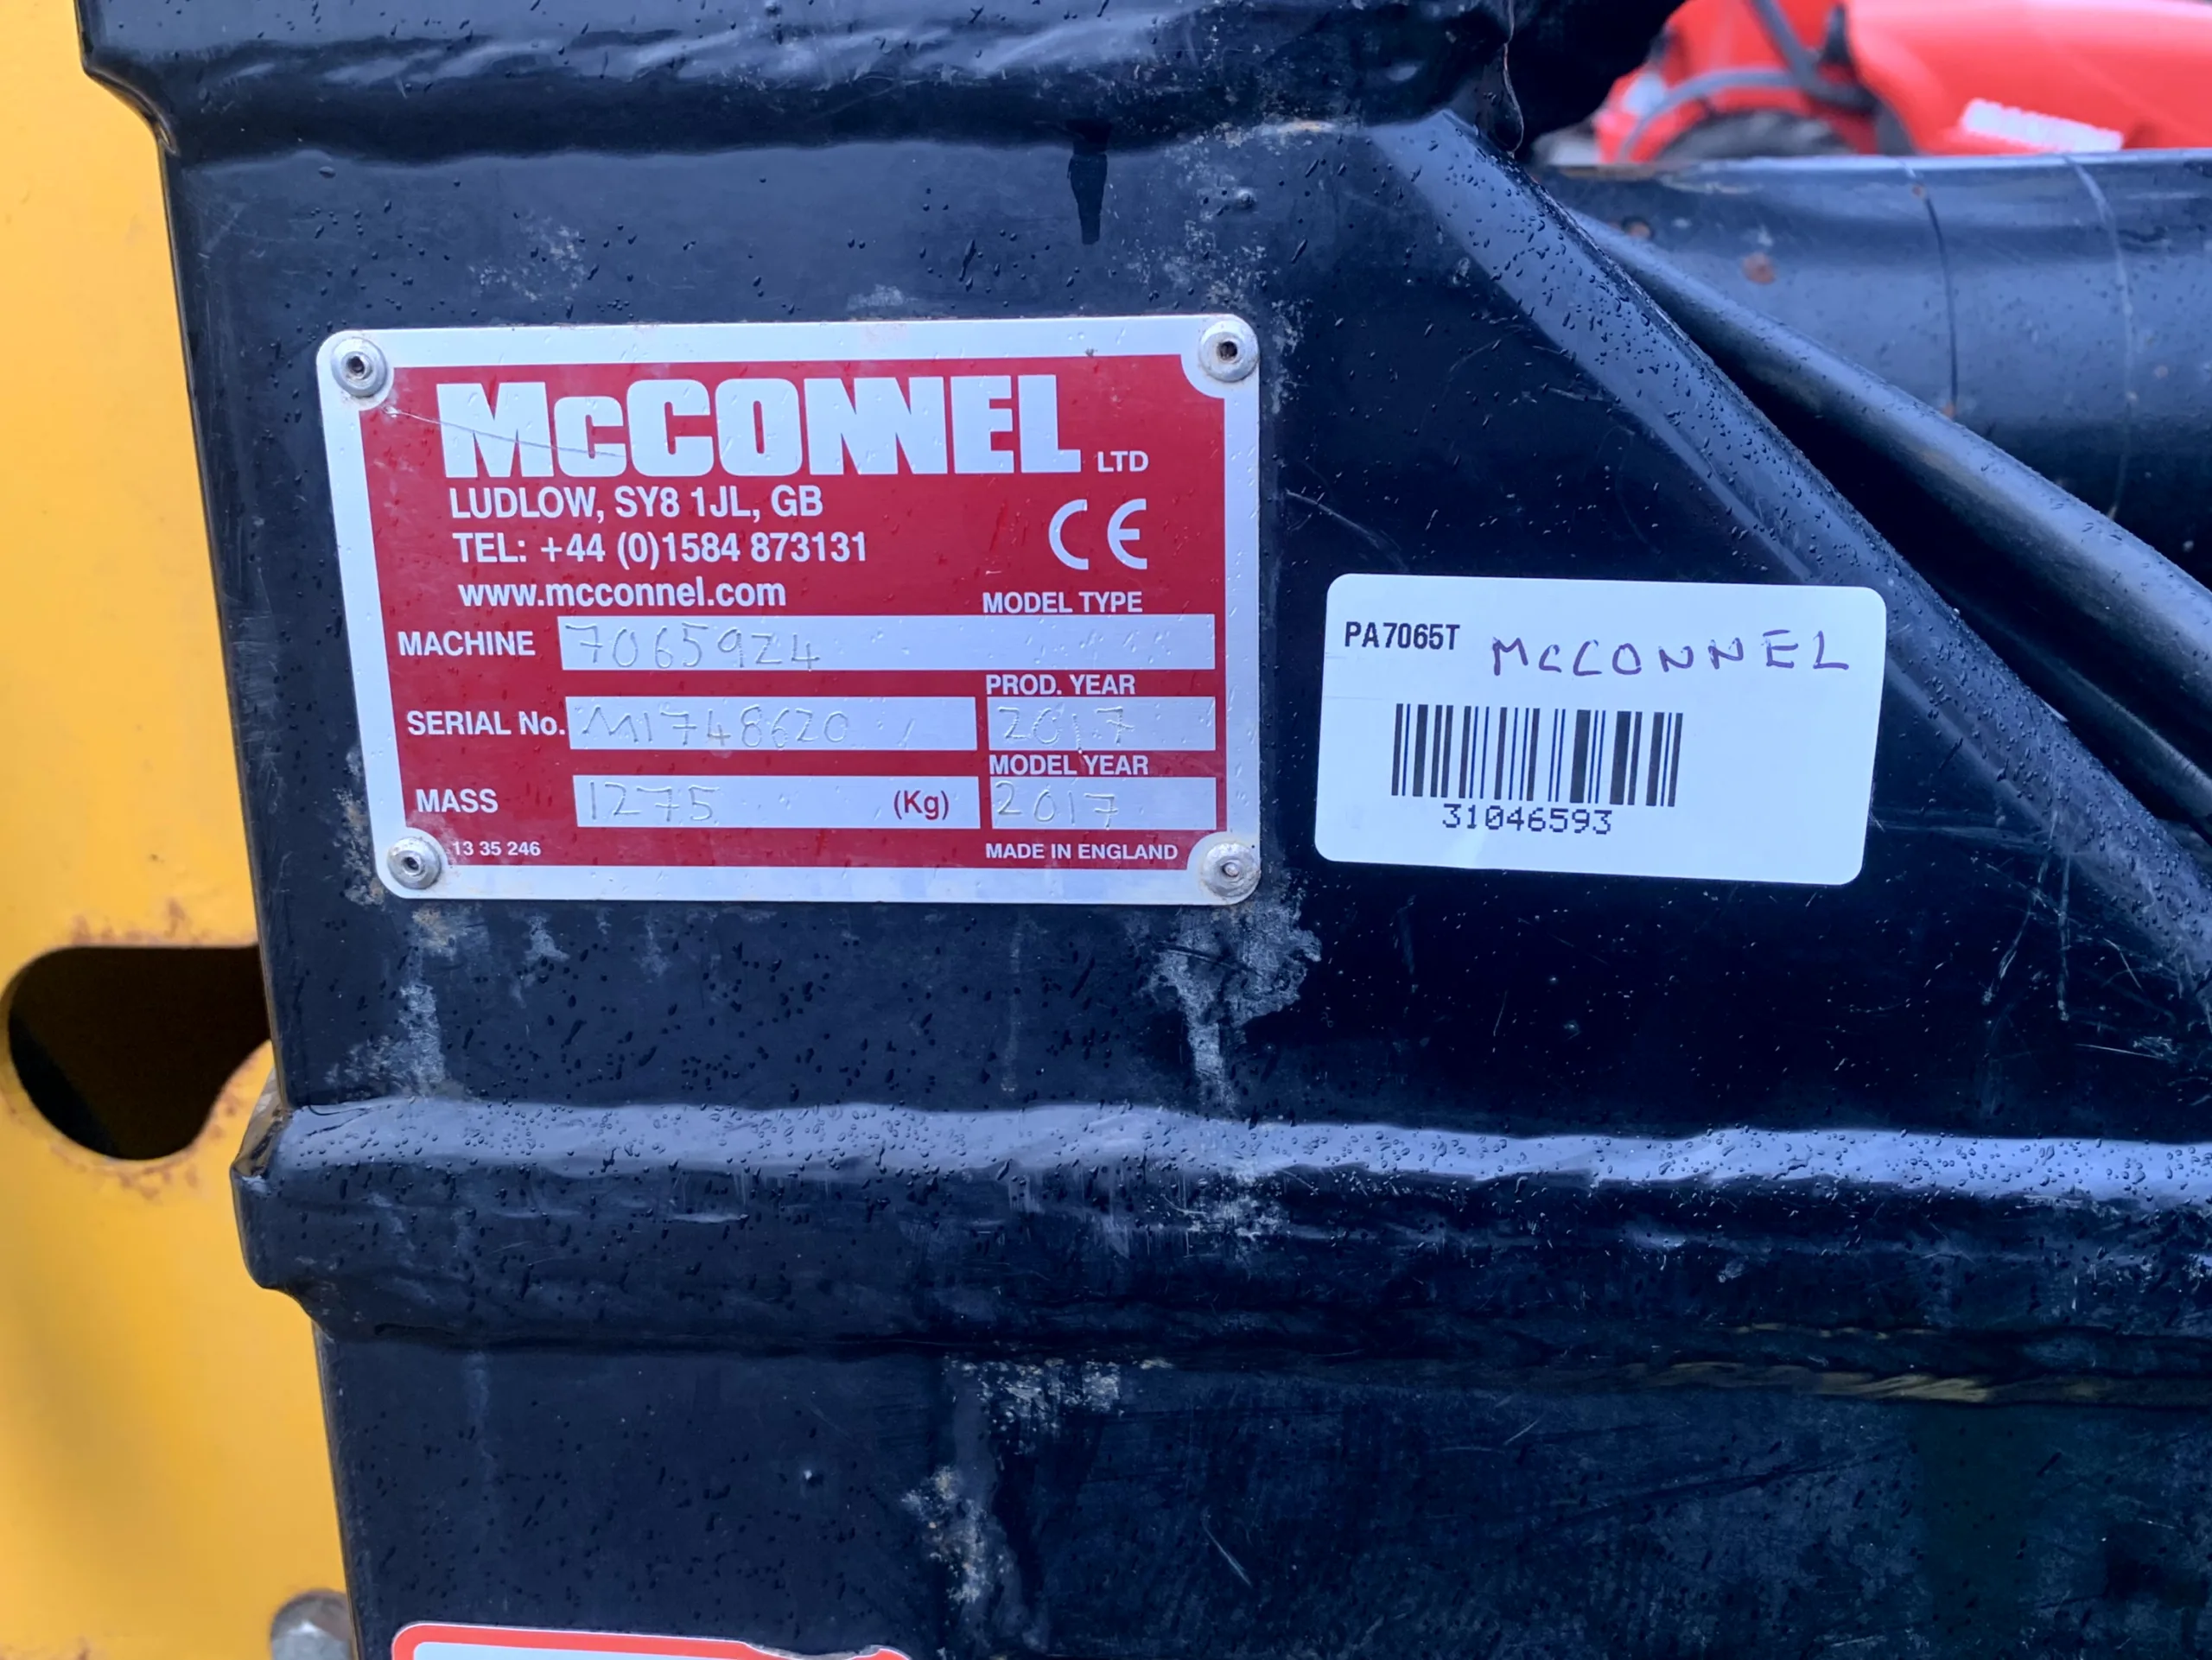 McCONNEL LTD
LUDLOW, SY8 1JL, GB
TEL: +44 (0)1584 873131
www.mcconnel.com
CE
MODEL TYPE
MACHINE 70659Z4
PROD. YEAR
SERIAL No. M1748620 2017
MODEL YEAR
MASS 1275 (Kg) 2017
13 35 246
MADE IN ENGLAND
PA7065T McCONNEL
31046593